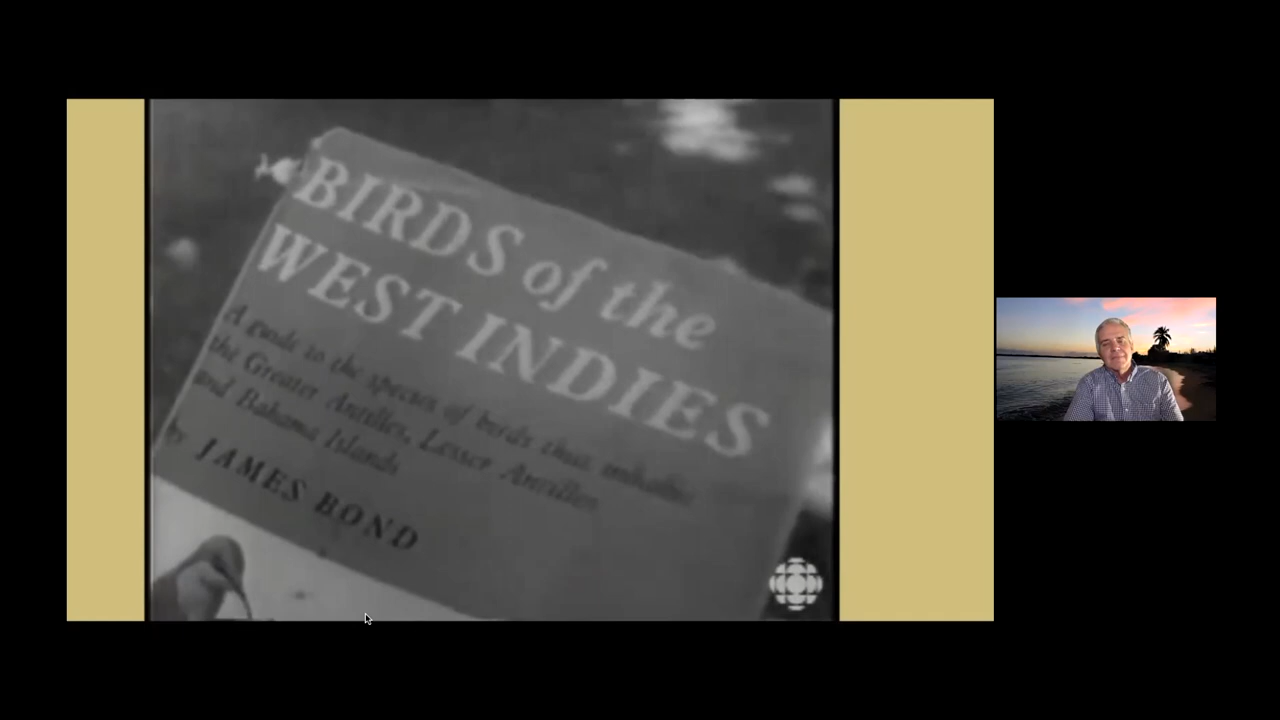 BIRDS of the
WEST INDIES
A guide to the species of birds that inhabit
the Greater Antilles, Lesser Antilles
and Bahama Islands
by JAMES BOND